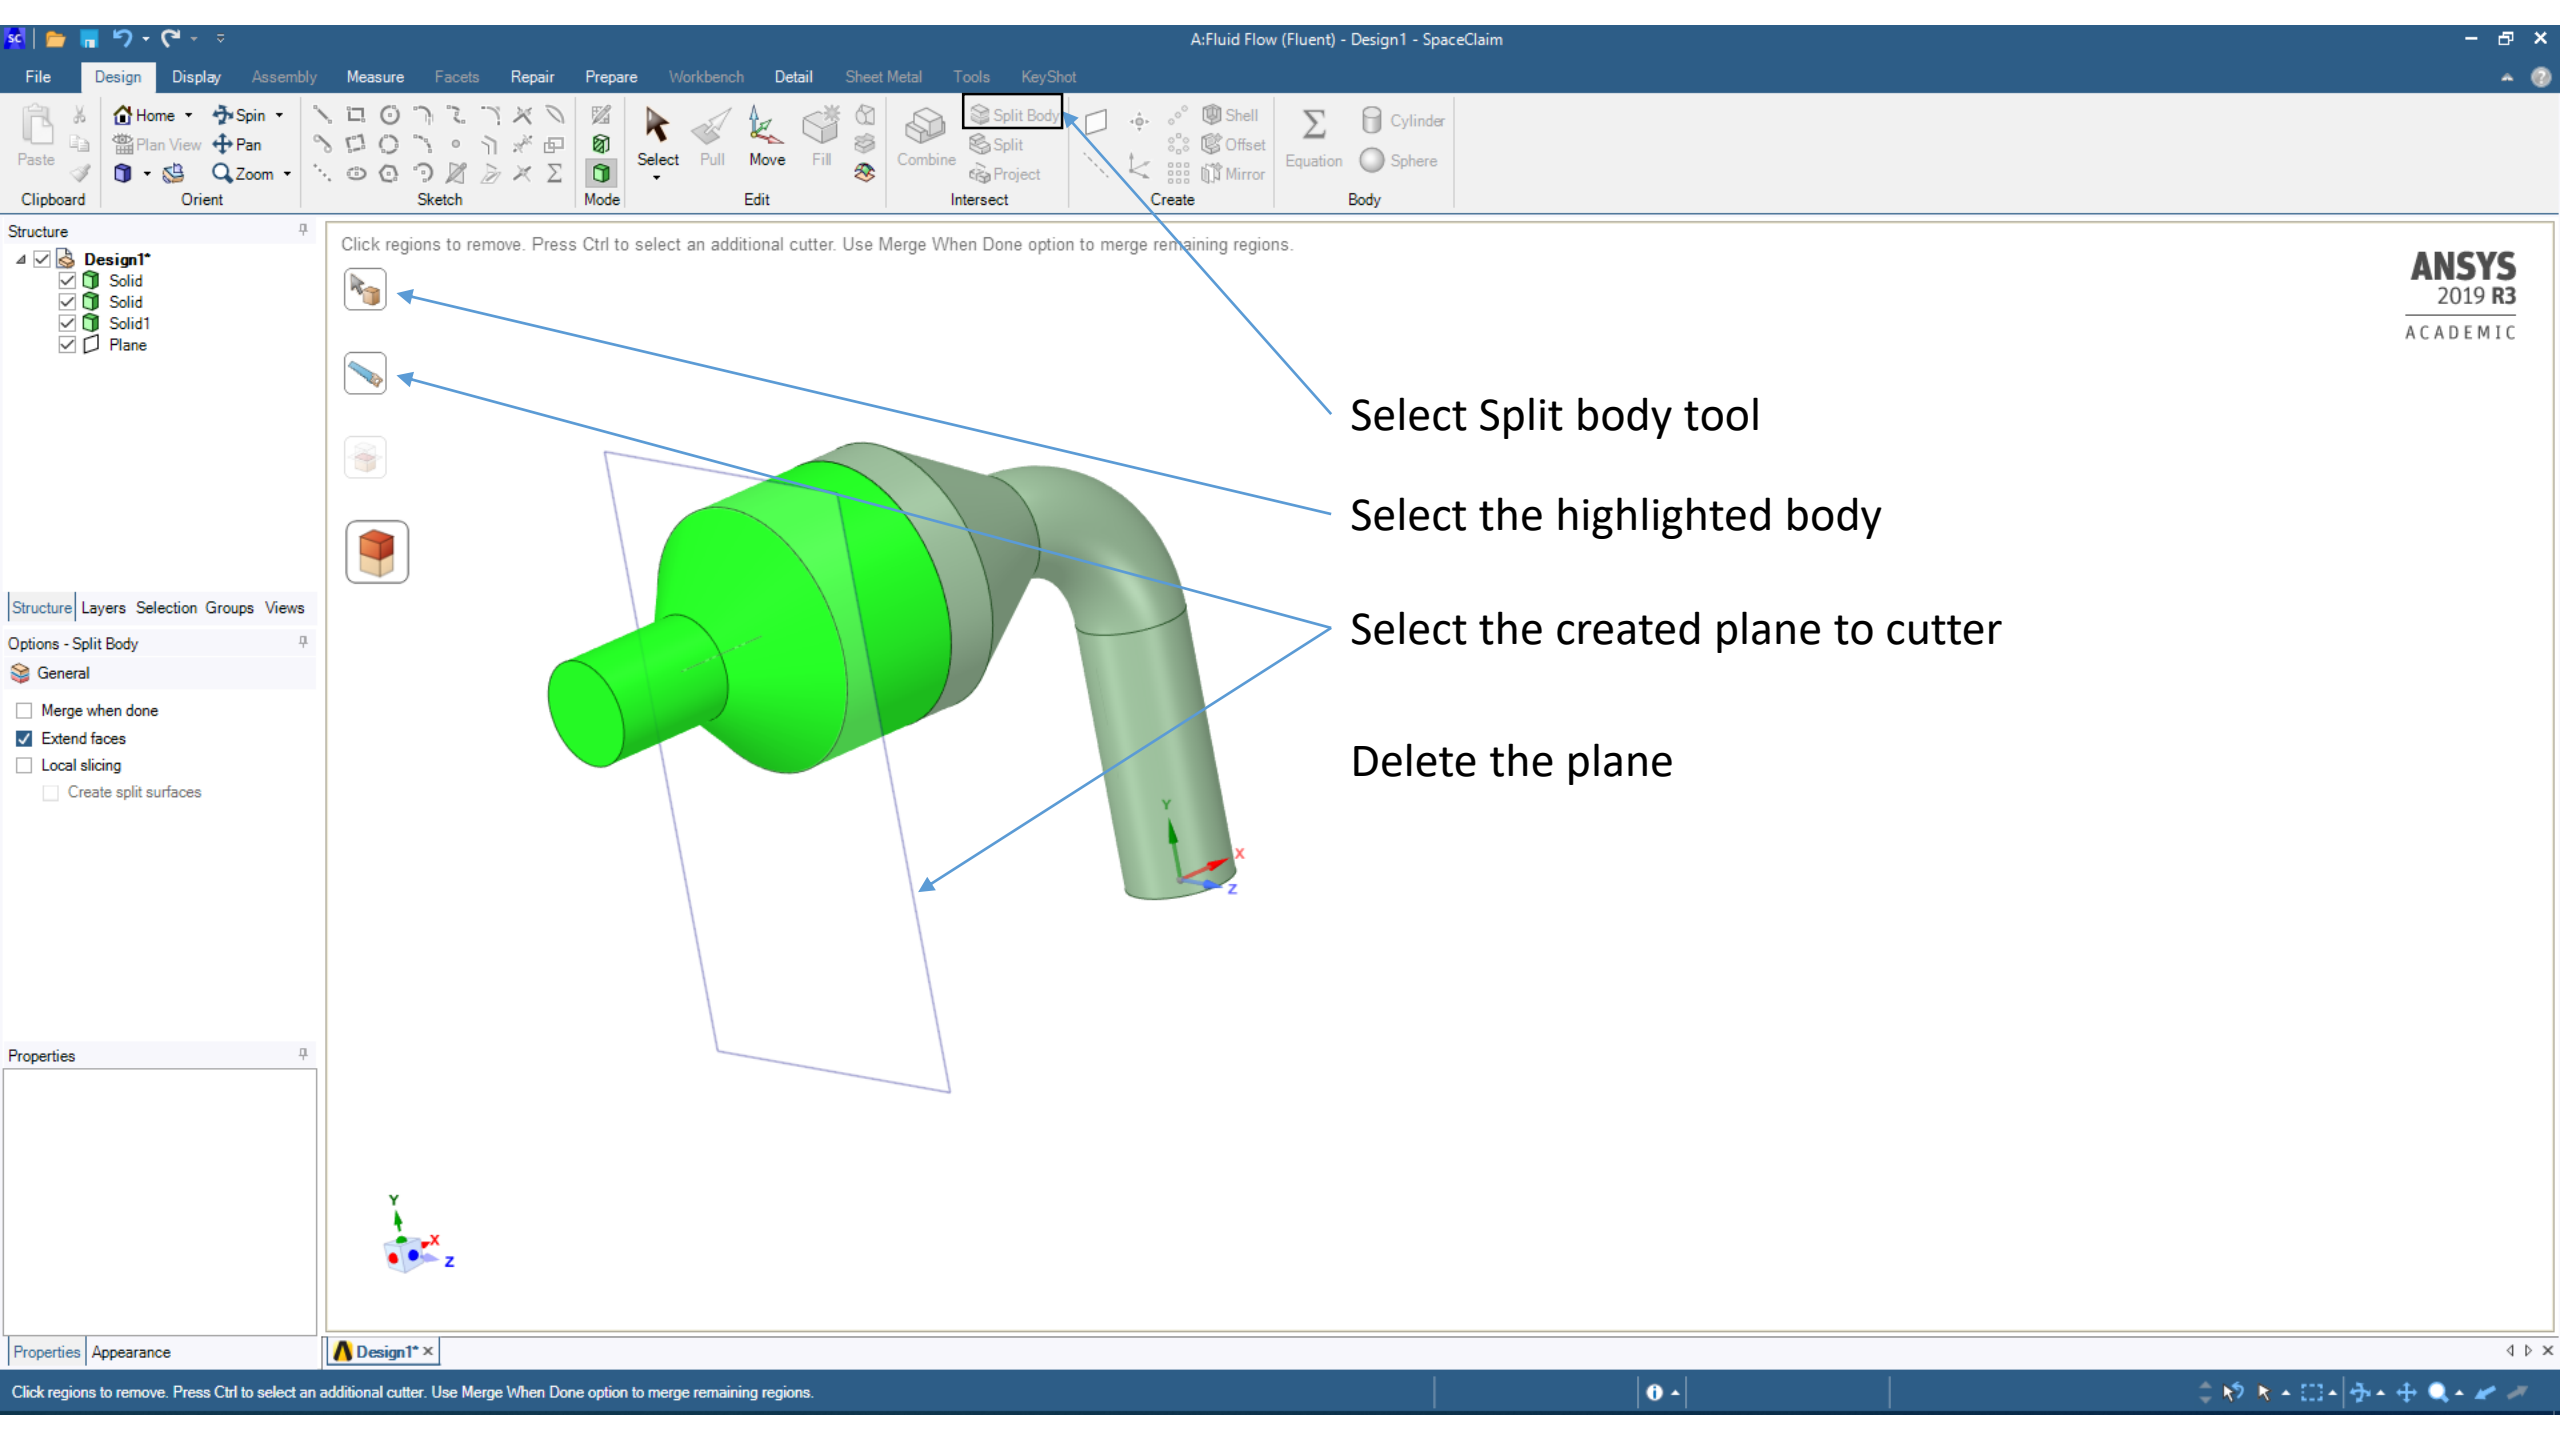 SC
A:Fluid Flow (Fluent) - Design1 - SpaceClaim
File Design Display Assembly Measure Facets Repair Prepare Workbench Detail Sheet Metal Tools KeyShot
Paste
Clipboard
Home
Plan View
Spin
Pan
Zoom
Orient
Sketch
Mode
Select
Pull
Move
Fill
Edit
Combine
Split Body
Split
Project
Intersect
Create
Shell
Offset
Mirror
Equation
Cylinder
Sphere
Body
Structure
Design1*
Solid
Solid
Solid1
Plane
Structure Layers Selection Groups Views
Options - Split Body
General
Merge when done
Extend faces
Local slicing
Create split surfaces
Properties
Properties Appearance
Click regions to remove. Press Ctrl to select an additional cutter. Use Merge When Done option to merge remaining regions.
ANSYS
2019 R3
ACADEMIC
Select Split body tool
Select the highlighted body
Select the created plane to cutter
Delete the plane
Y
X
Z
Y
X
Z
Design1*
Click regions to remove. Press Ctrl to select an additional cutter. Use Merge When Done option to merge remaining regions.